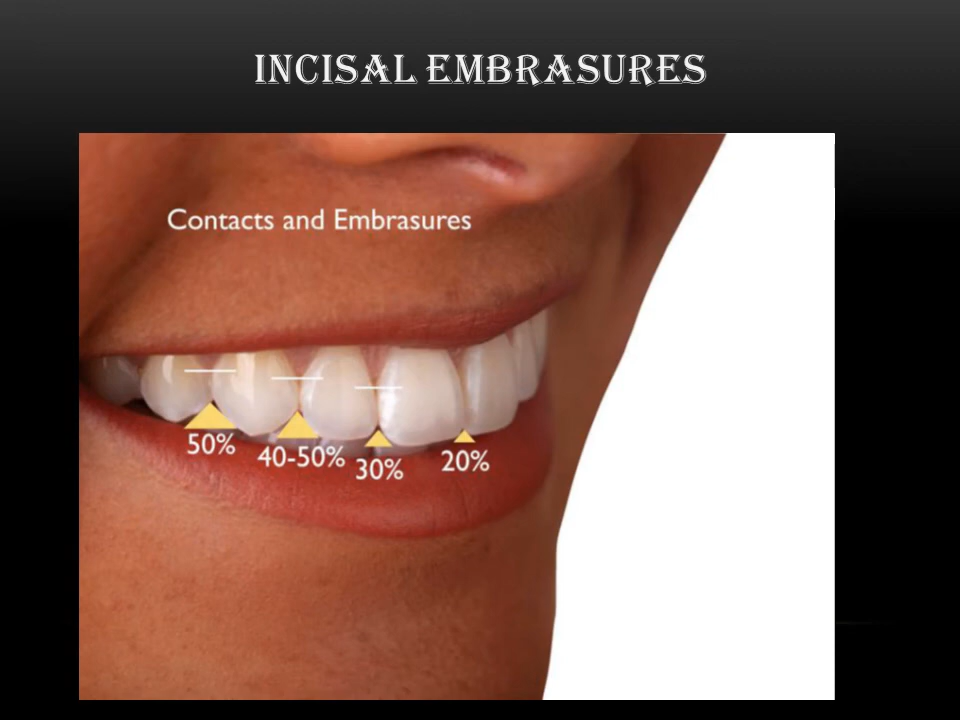 INCISAL EMBRASURES
Contacts and Embrasures
50%
40-50%
30%
20%